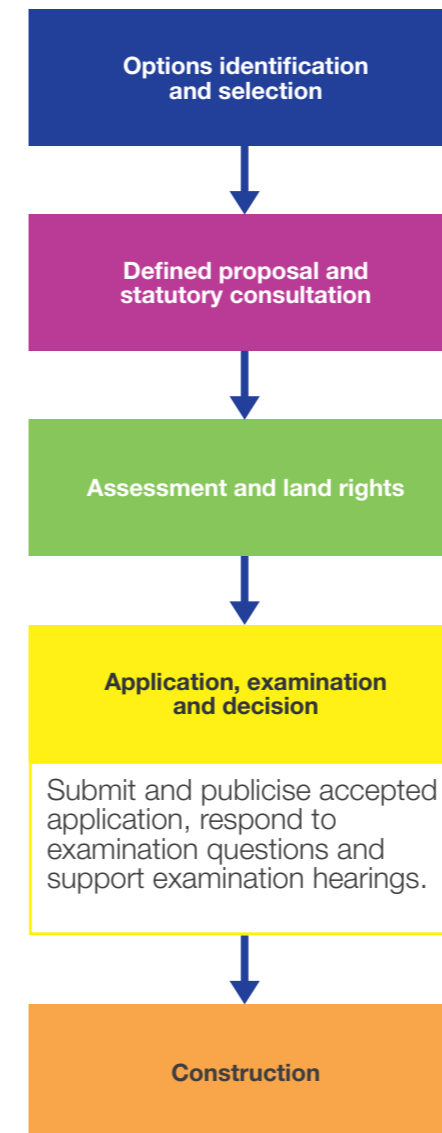 Options identification
and selection
Defined proposal and
statutory consultation
Assessment and land rights
Application, examination
and decision
Submit and publicise accepted
application, respond to
examination questions and
support examination hearings.
Construction